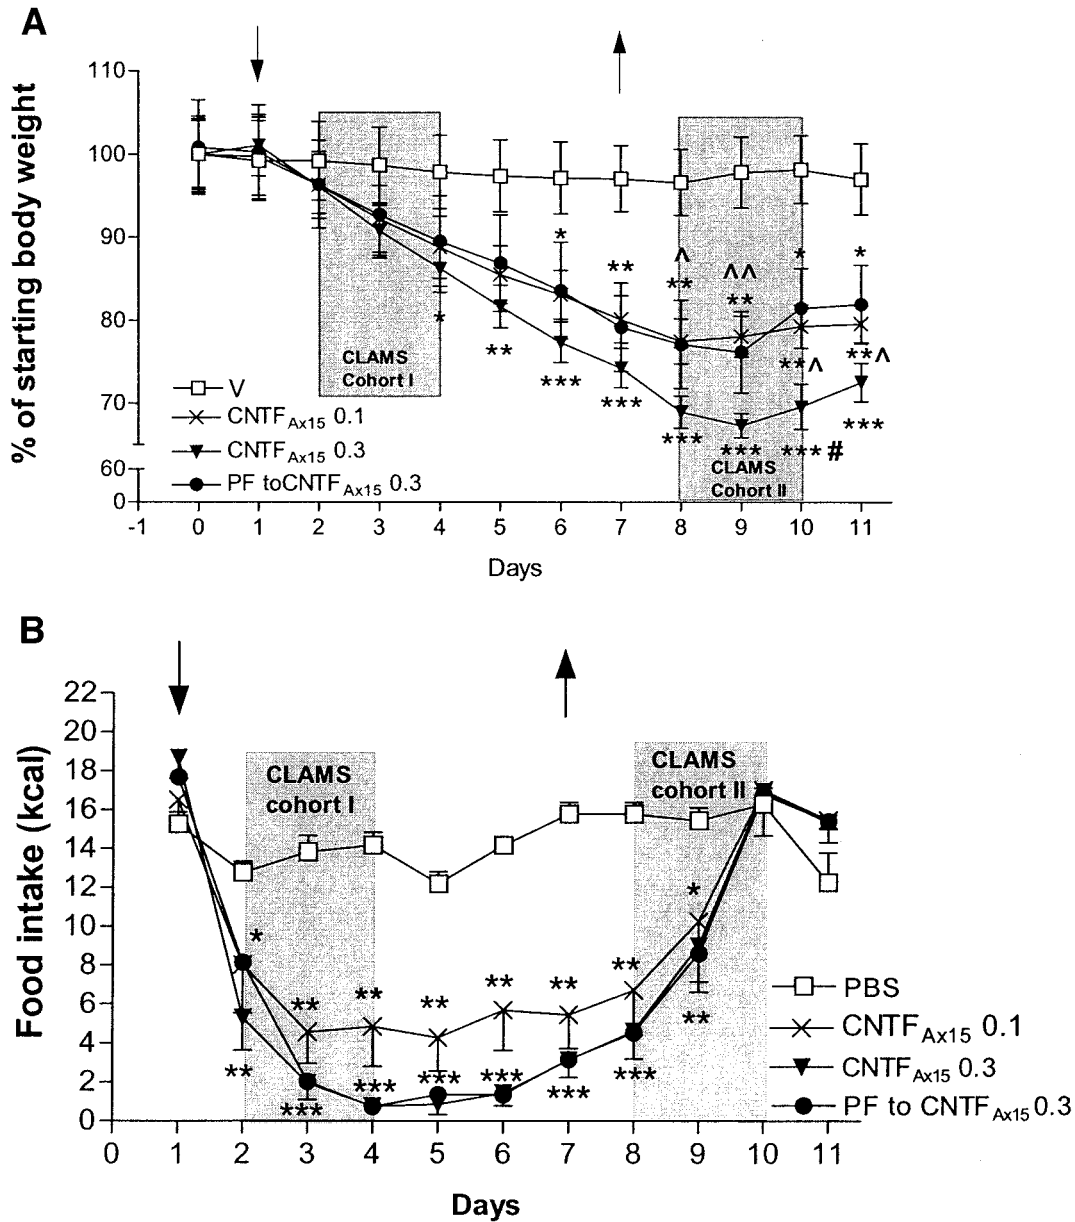 A
% of starting body weight
110
100
90
80
70
60
0
*
**
^
**
^^
**
*
*
*
**
***
***
***
***
**^
***#
**^
***
CLAMS
Cohort I
CLAMS
Cohort II
V
CNTFAx15 0.1
CNTFAx15 0.3
PF toCNTFAx15 0.3
-1 0 1 2 3 4 5 6 7 8 9 10 11
Days
B
Food intake (kcal)
22
20
18
16
14
12
10
8
6
4
2
0
CLAMS
cohort I
CLAMS
cohort II
*
**
**
**
**
**
**
*
**
***
***
***
***
***
***
**
PBS
CNTFAx15 0.1
CNTFAx15 0.3
PF to CNTFAx15 0.3
0 1 2 3 4 5 6 7 8 9 10 11
Days